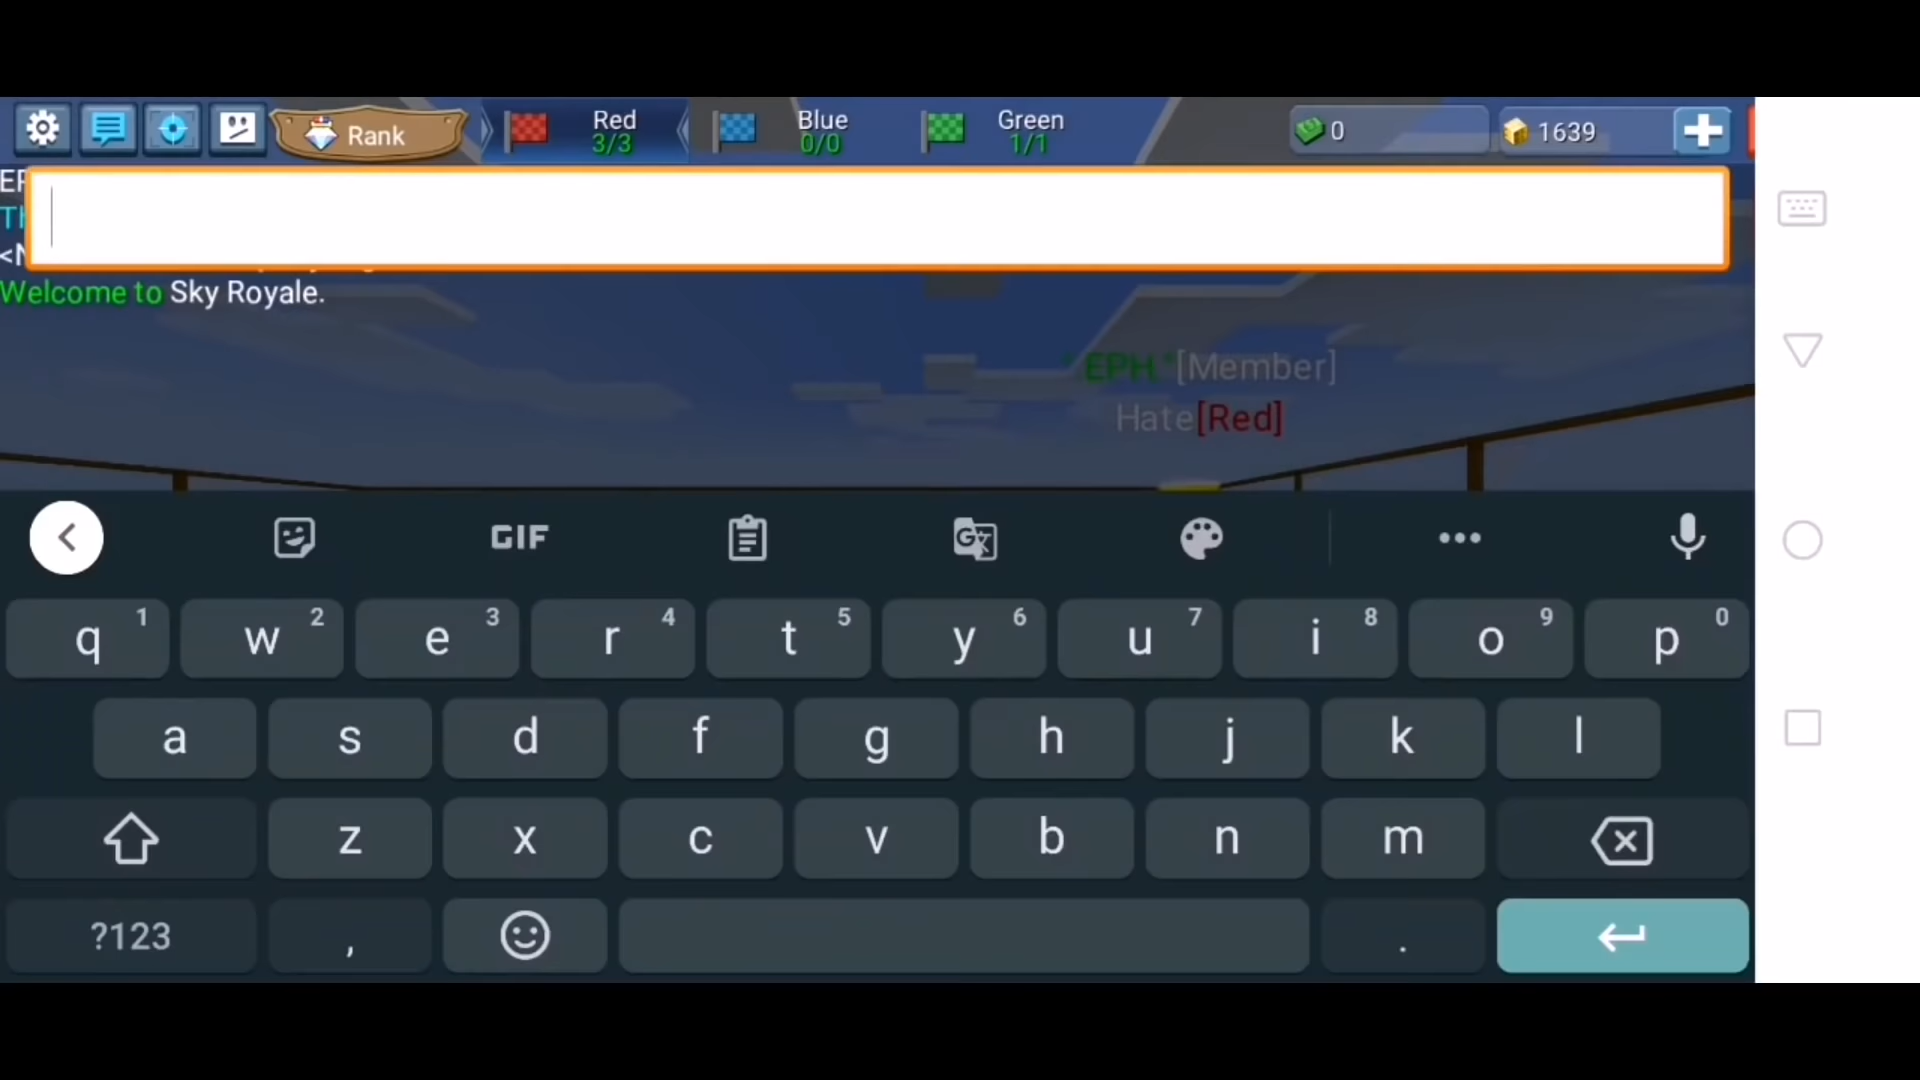 Rank
Red
3/3
Blue
0/0
Green
1/1
0
1639
Welcome to Sky Royale.
"EPH."[Member]
Hate[Red]
GIF
q 1 w 2 e 3 r 4 t 5 y 6 u 7 i 8 o 9 p 0
a s d f g h j k l
z x c v b n m
?123 , .